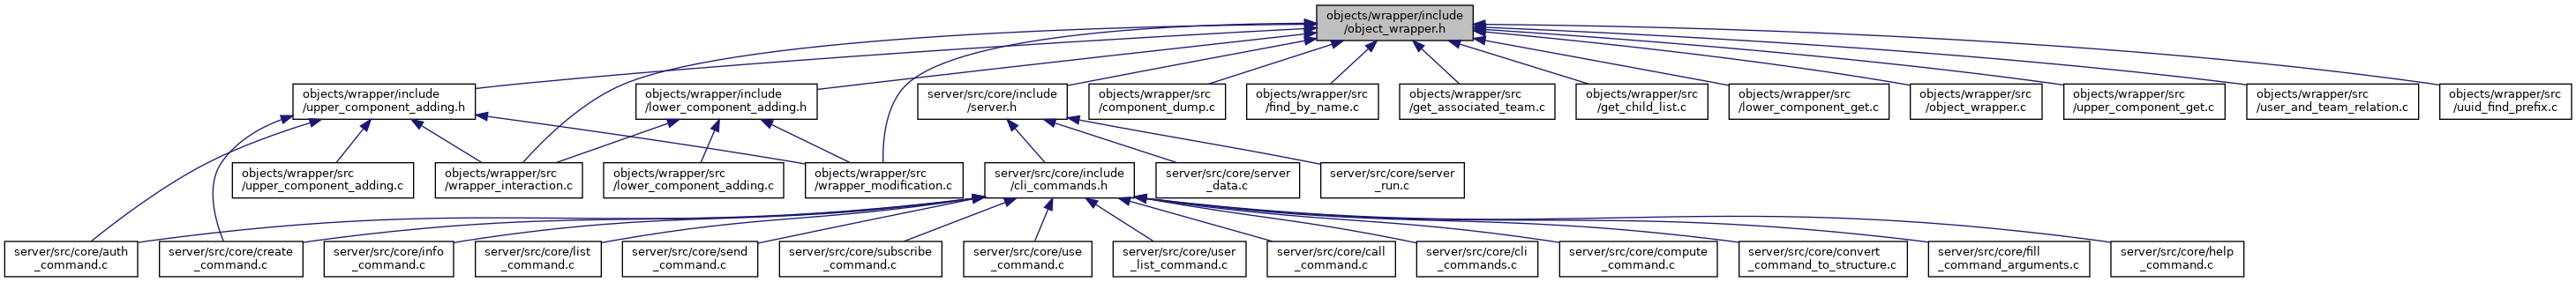 objects/wrapper/include
/object_wrapper.h
objects/wrapper/include
/upper_component_adding.h
objects/wrapper/include
/lower_component_adding.h
server/src/core/include
/server.h
objects/wrapper/src
/component_dump.c
objects/wrapper/src
/find_by_name.c
objects/wrapper/src
/get_associated_team.c
objects/wrapper/src
/get_child_list.c
objects/wrapper/src
/lower_component_get.c
objects/wrapper/src
/object_wrapper.c
objects/wrapper/src
/upper_component_get.c
objects/wrapper/src
/user_and_team_relation.c
objects/wrapper/src
/uuid_find_prefix.c
objects/wrapper/src
/upper_component_adding.c
objects/wrapper/src
/wrapper_interaction.c
objects/wrapper/src
/lower_component_adding.c
objects/wrapper/src
/wrapper_modification.c
server/src/core/include
/cli_commands.h
server/src/core/server
_data.c
server/src/core/server
_run.c
server/src/core/auth
_command.c
server/src/core/create
_command.c
server/src/core/info
_command.c
server/src/core/list
_command.c
server/src/core/send
_command.c
server/src/core/subscribe
_command.c
server/src/core/use
_command.c
server/src/core/user
_list_command.c
server/src/core/call
_command.c
server/src/core/cli
_commands.c
server/src/core/compute
_command.c
server/src/core/convert
_command_to_structure.c
server/src/core/fill
_command_arguments.c
server/src/core/help
_command.c